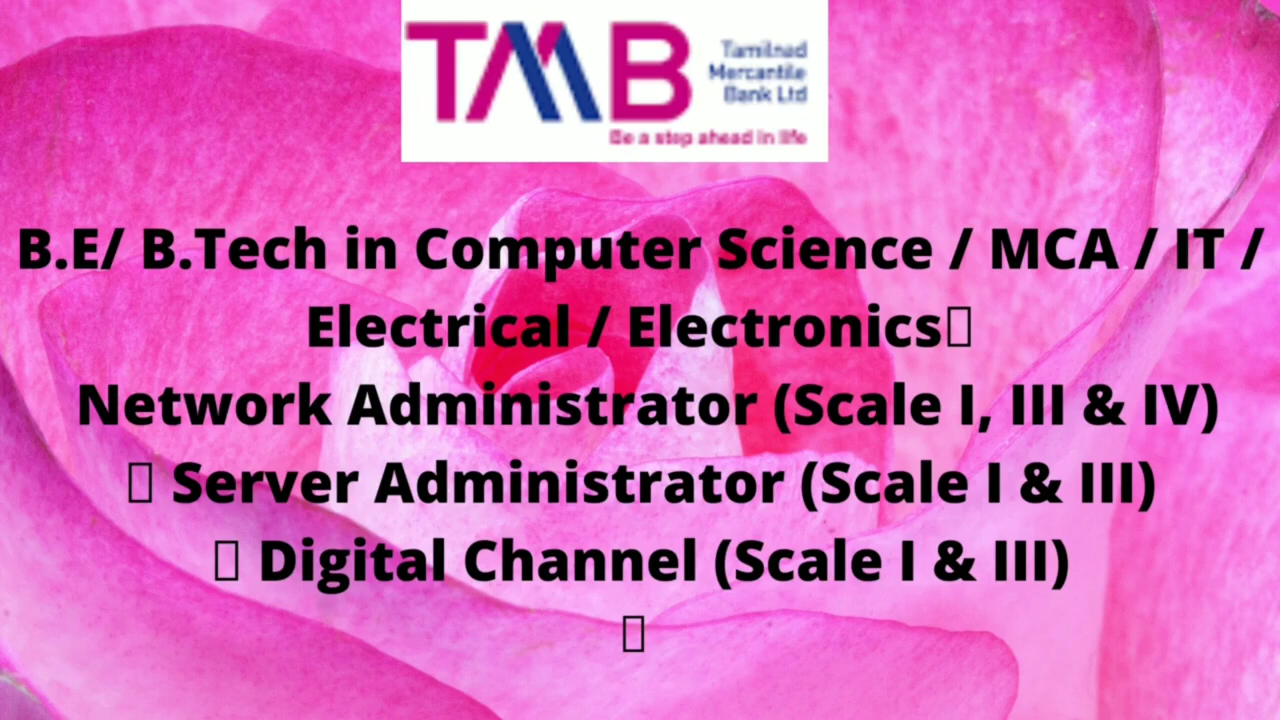 TMB
Tamilnad
Mercantile
Bank Ltd
Be a step ahead in life
B.E/ B.Tech in Computer Science / MCA / IT /
Electrical / Electronics
Network Administrator (Scale I, III & IV)
Server Administrator (Scale I & III)
Digital Channel (Scale I & III)